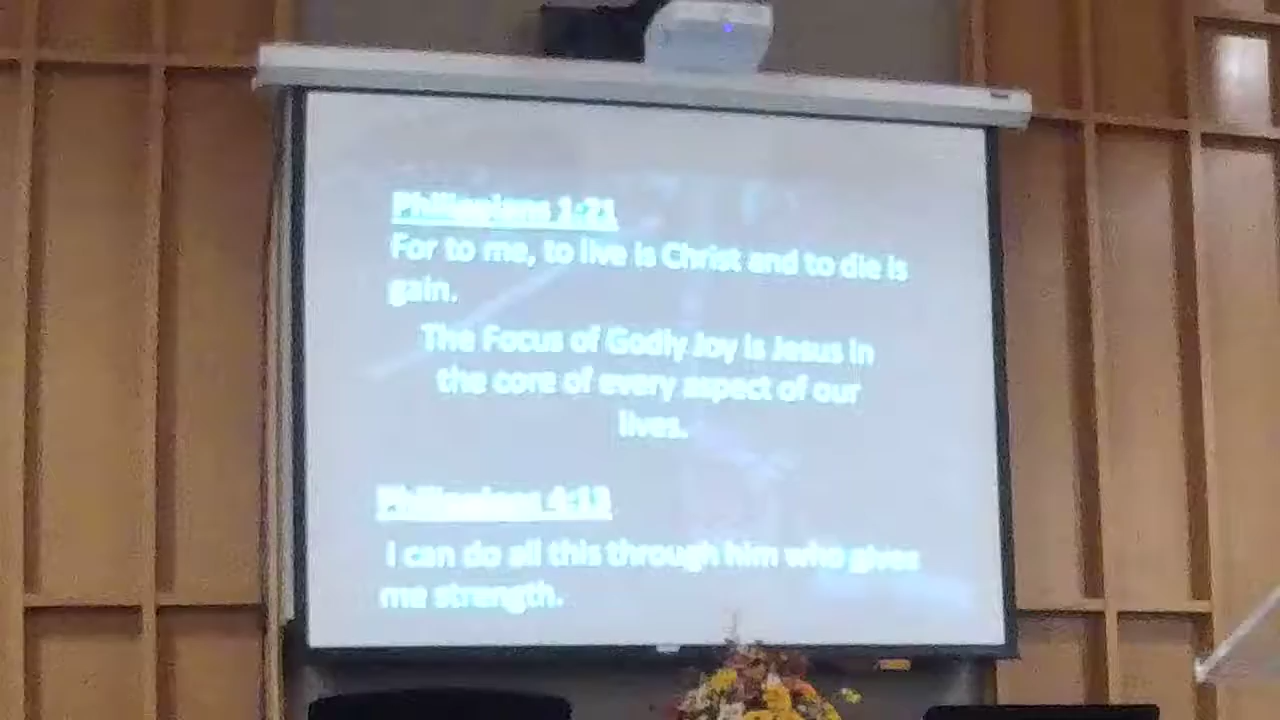 Philippians 1:21
For to me, to live is Christ and to die is
gain.
The Focus of Godly Joy is Jesus in
the core of every aspect of our
lives.
Philippians 4:13
I can do all this through him who gives
me strength.